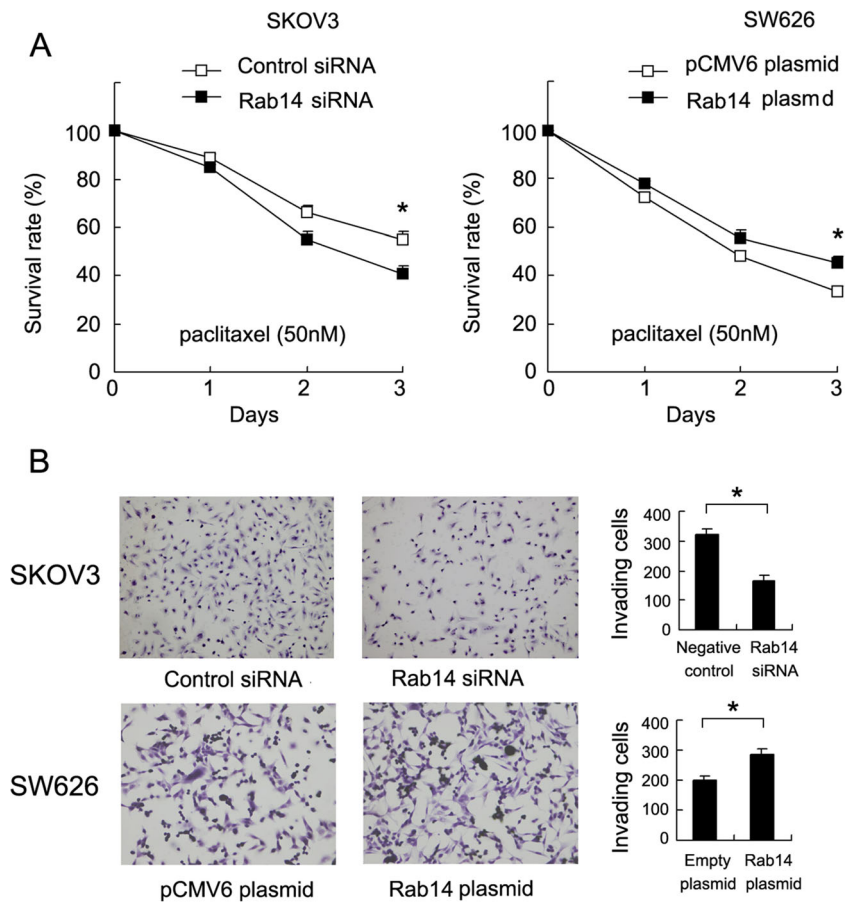 A
SKOV3
Control siRNA
Rab14 siRNA
Survival rate (%)
100
80
60
40
20
0
*
paclitaxel (50nM)
0 1 2 3
Days
SW626
pCMV6 plasmid
Rab14 plasmd
Survival rate (%)
100
80
60
40
20
0
*
paclitaxel (50nM)
0 1 2 3
Days
B
SKOV3
Control siRNA
Rab14 siRNA
Invading cells
400
300
200
100
0
*
Negative control
Rab14 siRNA
SW626
pCMV6 plasmid
Rab14 plasmid
Invading cells
400
300
200
100
0
*
Empty plasmid
Rab14 plasmid